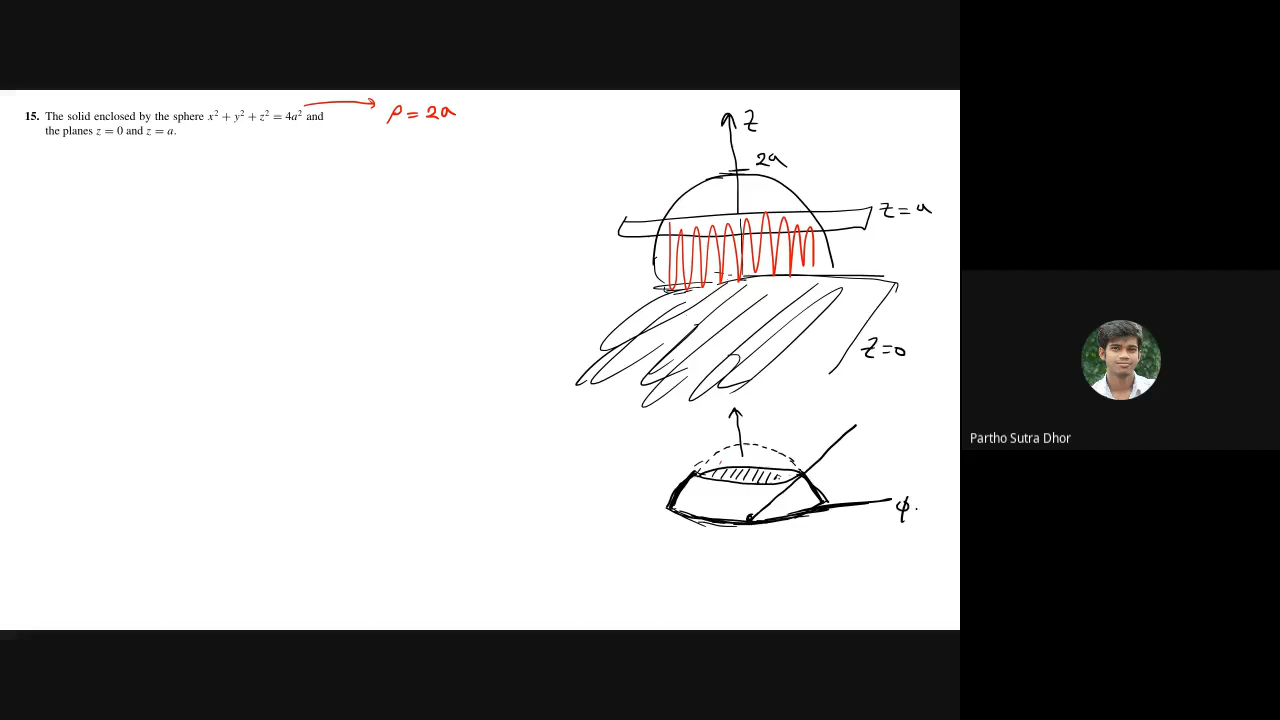 15. The solid enclosed by the sphere x² + y² + z² = 4a² and
the planes z = 0 and z = a.
ρ = 2a
z
2a
z = a
z = 0
ϕ.
Partho Sutra Dhor